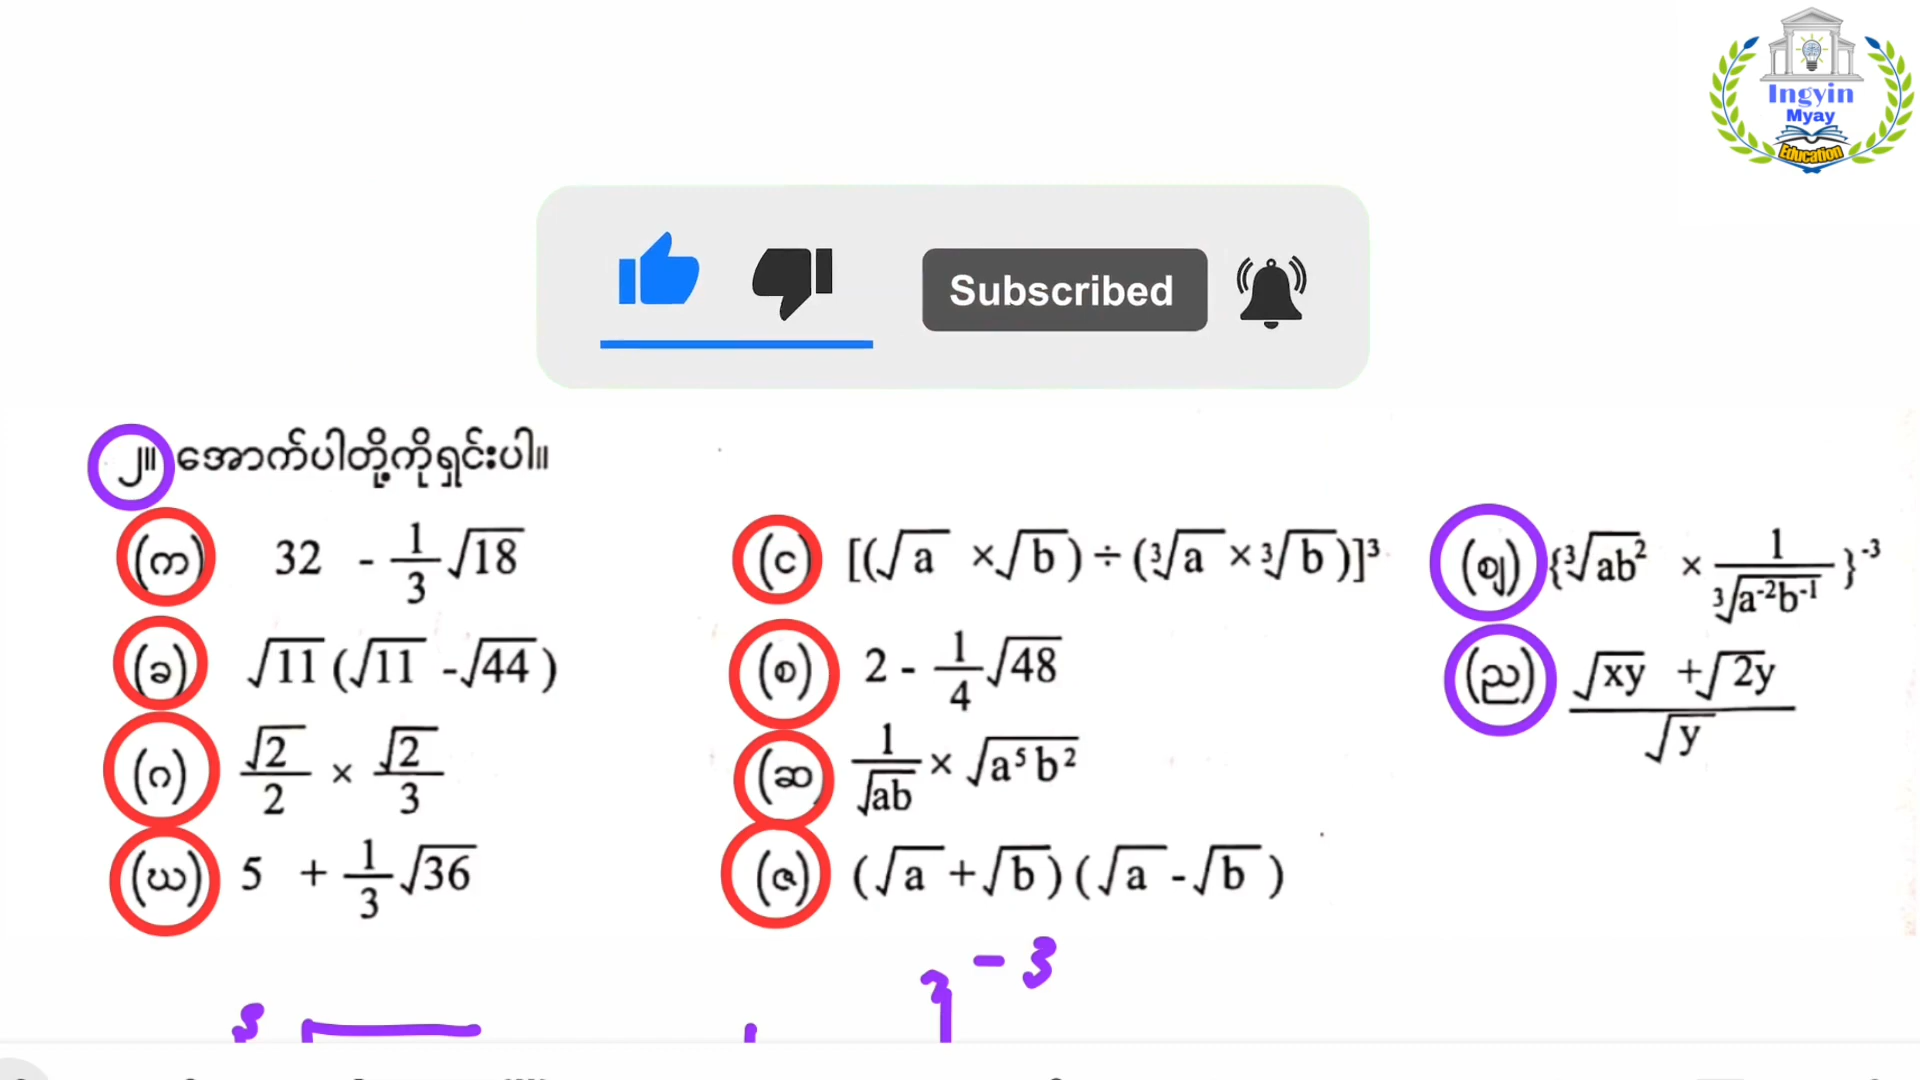 Ingyin
Myay
Education
Subscribed
၂။ အောက်ပါတို့ကိုရှင်းပါ။
(က) 32 - 1/3 √18
(ခ) √11 (√11 - √44)
(ဂ) √2/2 × √2/3
(ဃ) 5 + 1/3 √36
(င) [(√a × √b) ÷ (∛a × ∛b)]³
(စ) 2 - 1/4 √48
(ဆ) 1/√ab × √a⁵b²
(ဇ) (√a + √b) (√a - √b)
(ဈ) {∛ab² × 1/∛a⁻²b⁻¹}⁻³
(ည) √xy + √2y / √y
-3
3